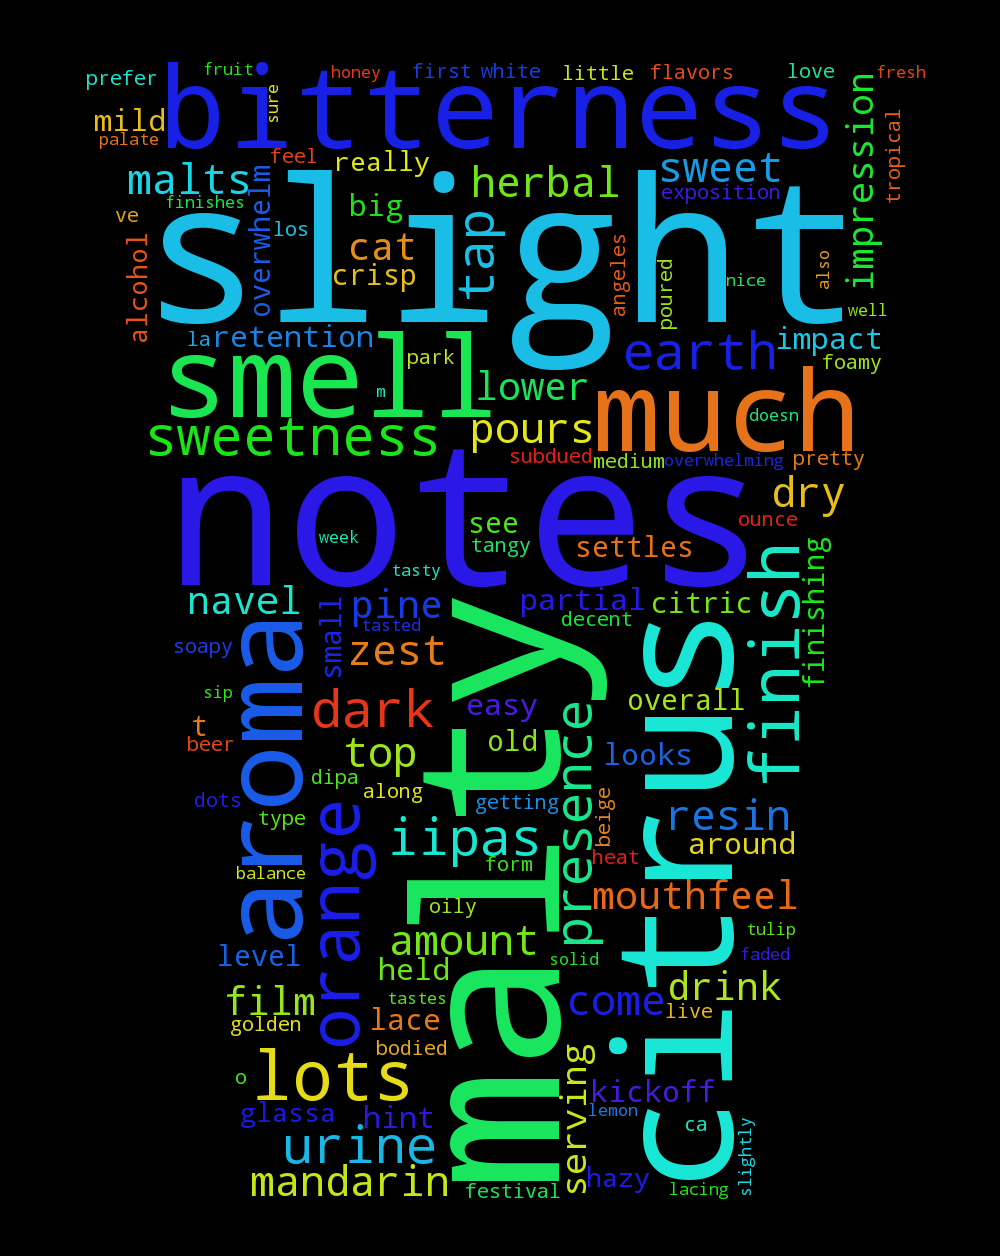 fruit honey first white little flavors love fresh
prefer
bitterness
sure
mild
palate
impression
tropical
feel really
malts
overwhelm
herbal
sweet
exposition
finishes
big
ve
slight
los
cat
tap
crisp
alcohol
angeles
poured
nice
also
well
la
retention
park
earth
impact
foamy
smell
m
lower
much
doesn
sweetness
pours
subdued
medium
overwhelming
pretty
notes
dry
ounce
see
week
tangy
settles
tasty
finish
finishing
navel
small
pine
partial
citric
tasted
decent
soapy
aroma
zest
malty
citrus
sip
dark
easy
overall
t
beer
top
old
presence
looks
dipa
dots
along
getting
beige
type
orange
iipas
resin
around
balance
form
heat
mouthfeel
oily
tulip
level
amount
faded
held
solid
film
tastes
come
drink
golden
lace
live
bodied
lots
o
serving
kickoff
glassa
hint
lemon
ca
slightly
urine
mandarin
festival
hazy
lacing